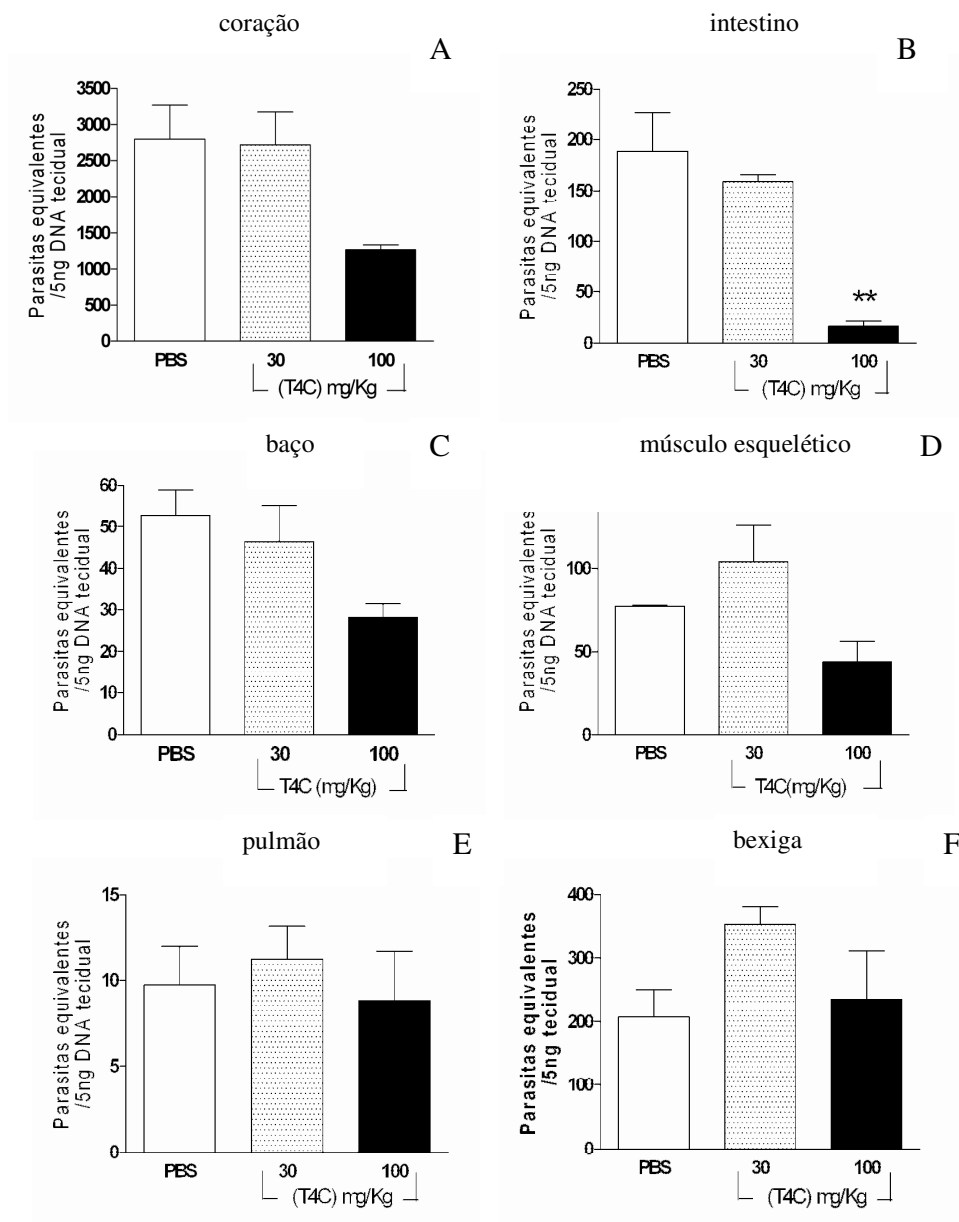 coração
A
Parasitas equivalentes
/5ng DNA tecidual
3500
3000
2500
2000
1500
1000
500
0
PBS
30
100
(T4C) mg/Kg
intestino
B
Parasitas equivalentes
/5ng DNA tecidual
250
200
150
100
50
0
**
PBS
30
100
(T4C) mg/Kg
baço
C
Parasitas equivalentes
/5ng DNA tecidual
60
50
40
30
20
10
0
PBS
30
100
T4C (mg/Kg)
músculo esquelético
D
Parasitas equivalentes
/5ng DNA tecidual
100
50
0
PBS
30
100
T4C(mg/Kg)
pulmão
E
Parasitas equivalentes
/5ng DNA tecidual
15
10
5
0
PBS
30
100
(T4C) mg/Kg
bexiga
F
Parasitas equivalentes
/5ng tecidual
400
300
200
100
0
PBS
30
100
(T4C) mg/Kg